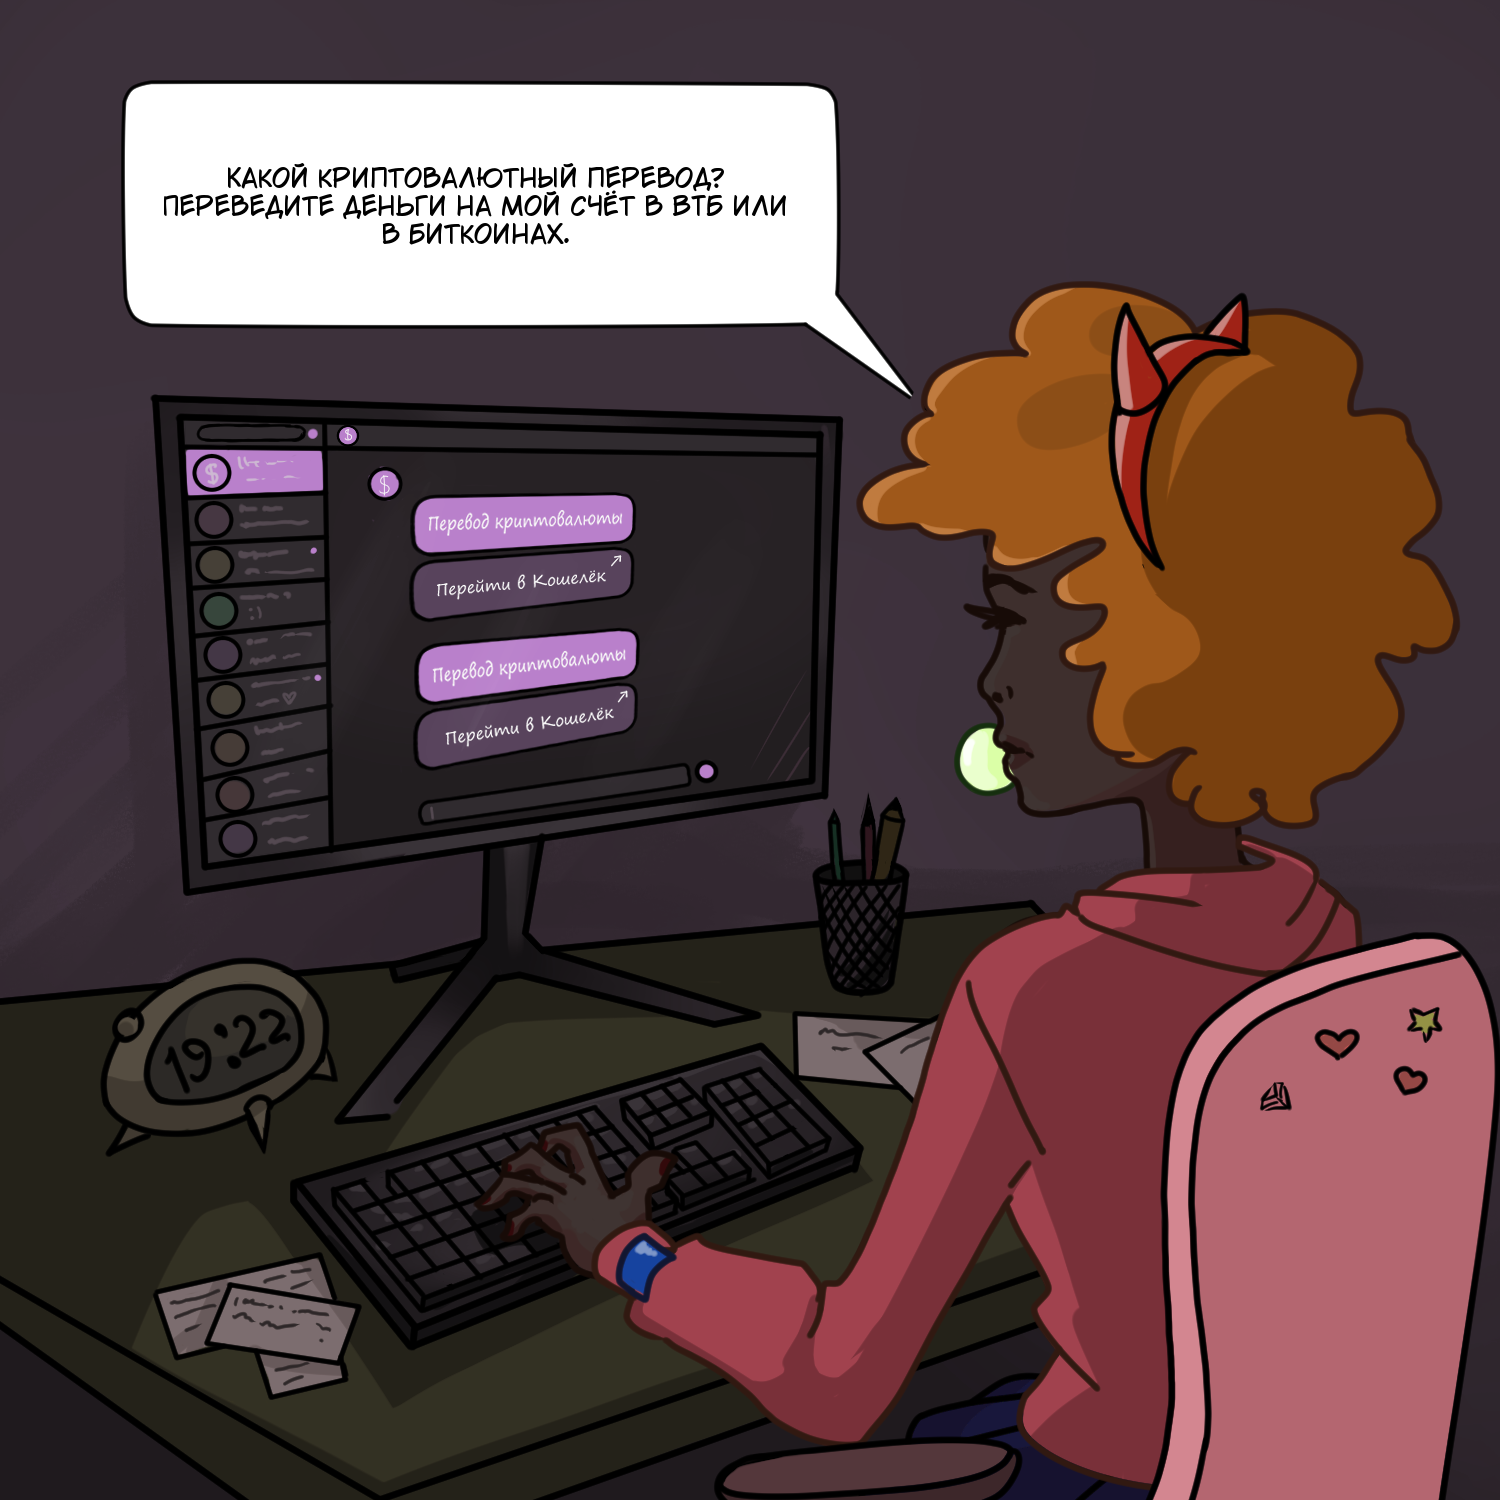 КАКОЙ КРИПТОВАЛЮТНЫЙ ПЕРЕВОД?
ПЕРЕВЕДИТЕ ДЕНЬГИ НА МОЙ СЧЁТ В ВТБ ИЛИ
В БИТКОИНАХ.
$
$
$
Перевод криптовалюты
Перейти в Кошелёк
:)
Перевод криптовалюты
Перейти в Кошелёк
19:22